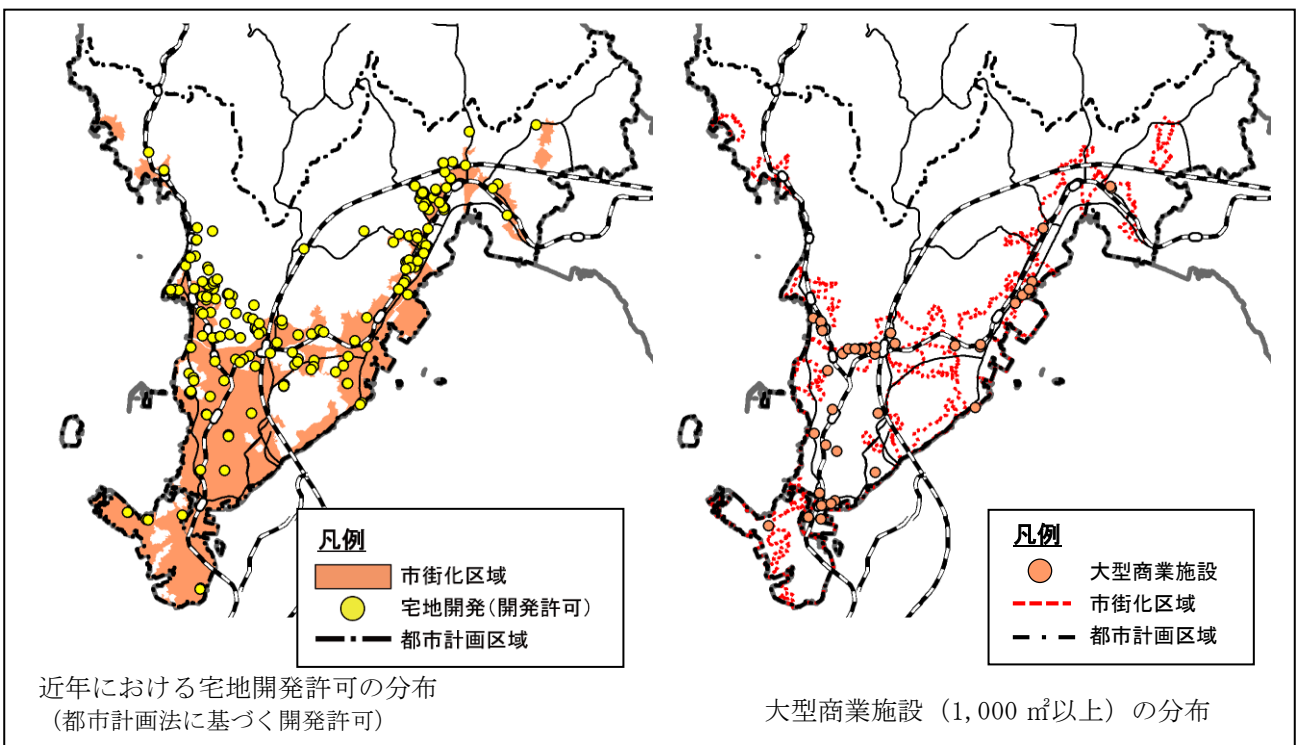 凡例
市街化区域
宅地開発(開発許可)
都市計画区域
近年における宅地開発許可の分布
(都市計画法に基づく開発許可)
凡例
大型商業施設
市街化区域
都市計画区域
大型商業施設（1,000 ㎡以上）の分布